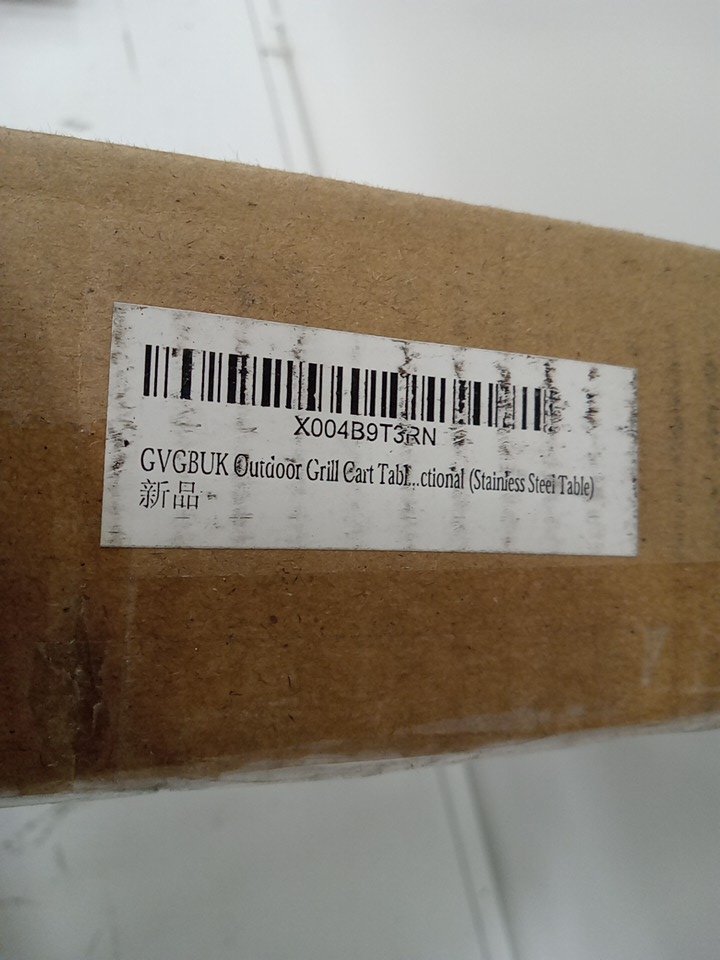 X004B9T3RN
GVGBUK Outdoor Grill Cart Tabl...ctional (Stainless Steel Table)
新品